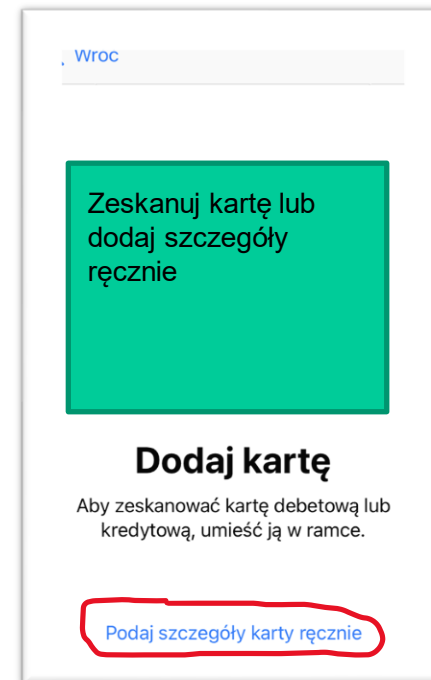 Wroc
Zeskanuj kartę lub
dodaj szczegóły
ręcznie
Dodaj kartę
Aby zeskanować kartę debetową lub
kredytową, umieść ją w ramce.
Podaj szczegóły karty ręcznie